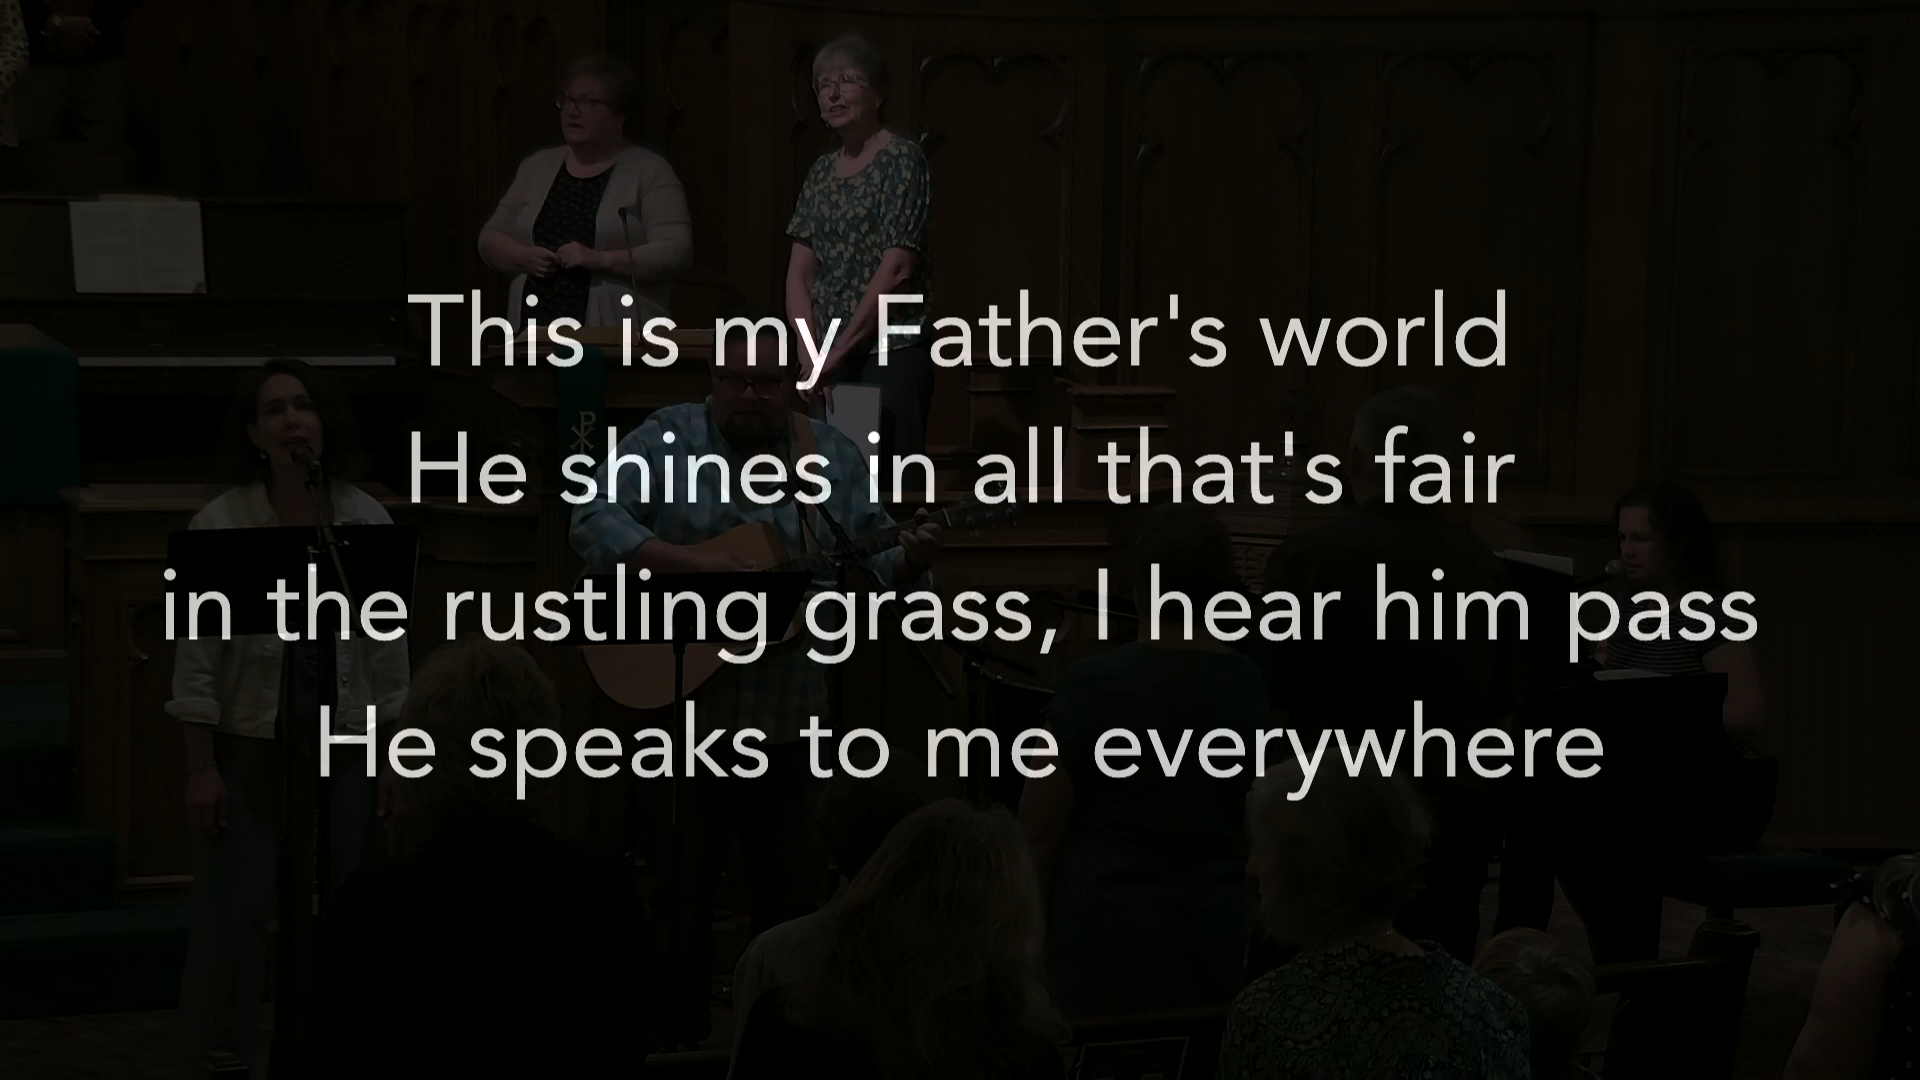 This is my Father's world
He shines in all that's fair
in the rustling grass, I hear him pass
He speaks to me everywhere